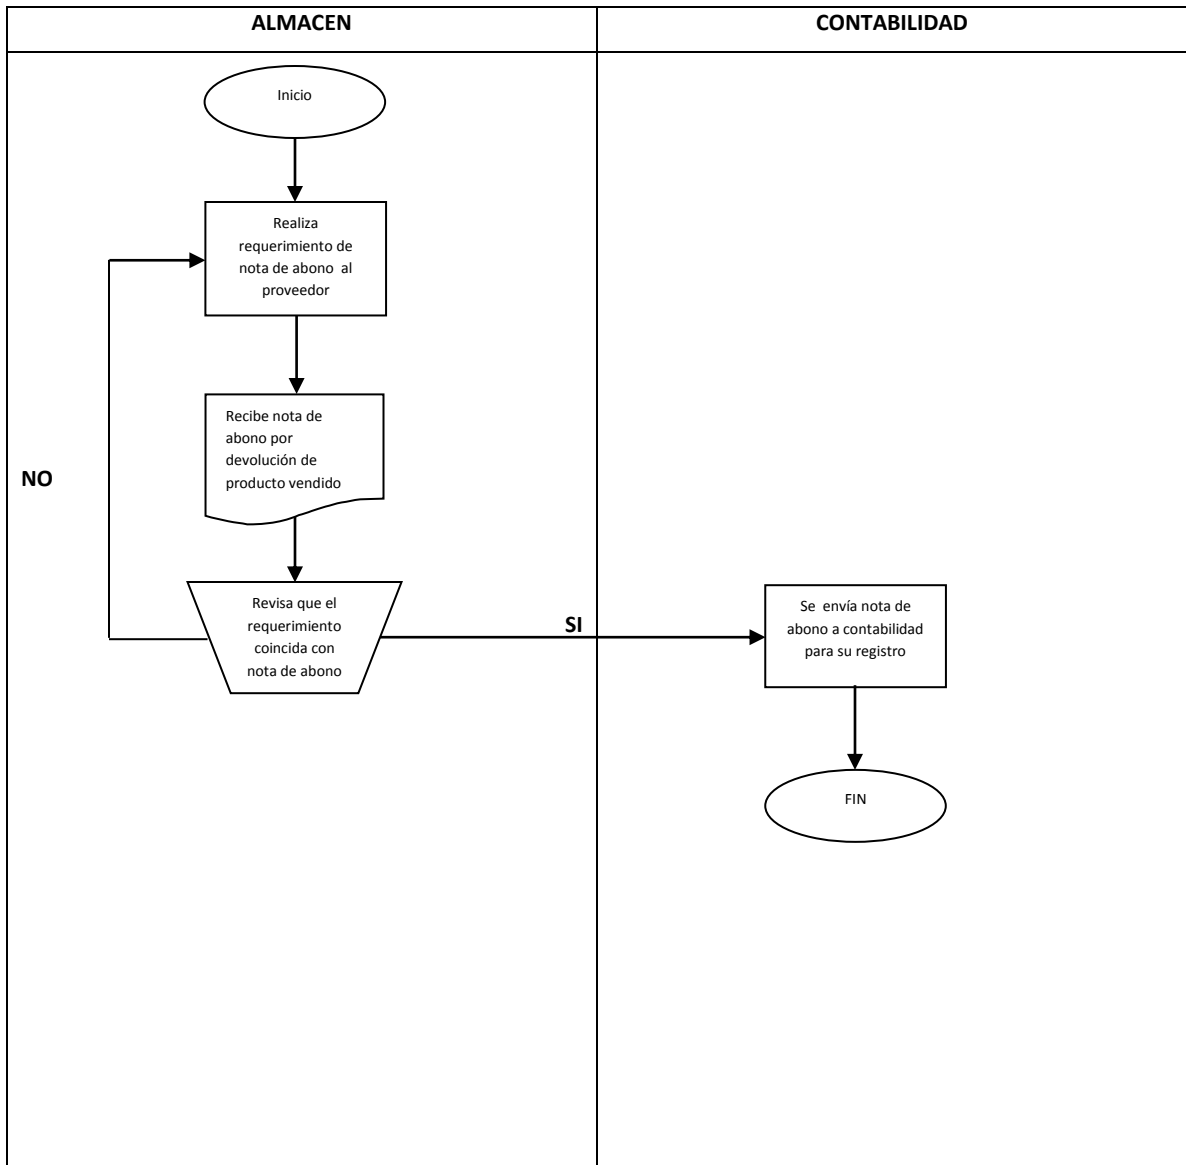 ALMACEN
CONTABILIDAD
Inicio
Realiza
requerimiento de
nota de abono al
proveedor
Recibe nota de
abono por
devolución de
producto vendido
NO
Revisa que el
requerimiento
coincida con
nota de abono
SI
Se envía nota de
abono a contabilidad
para su registro
FIN